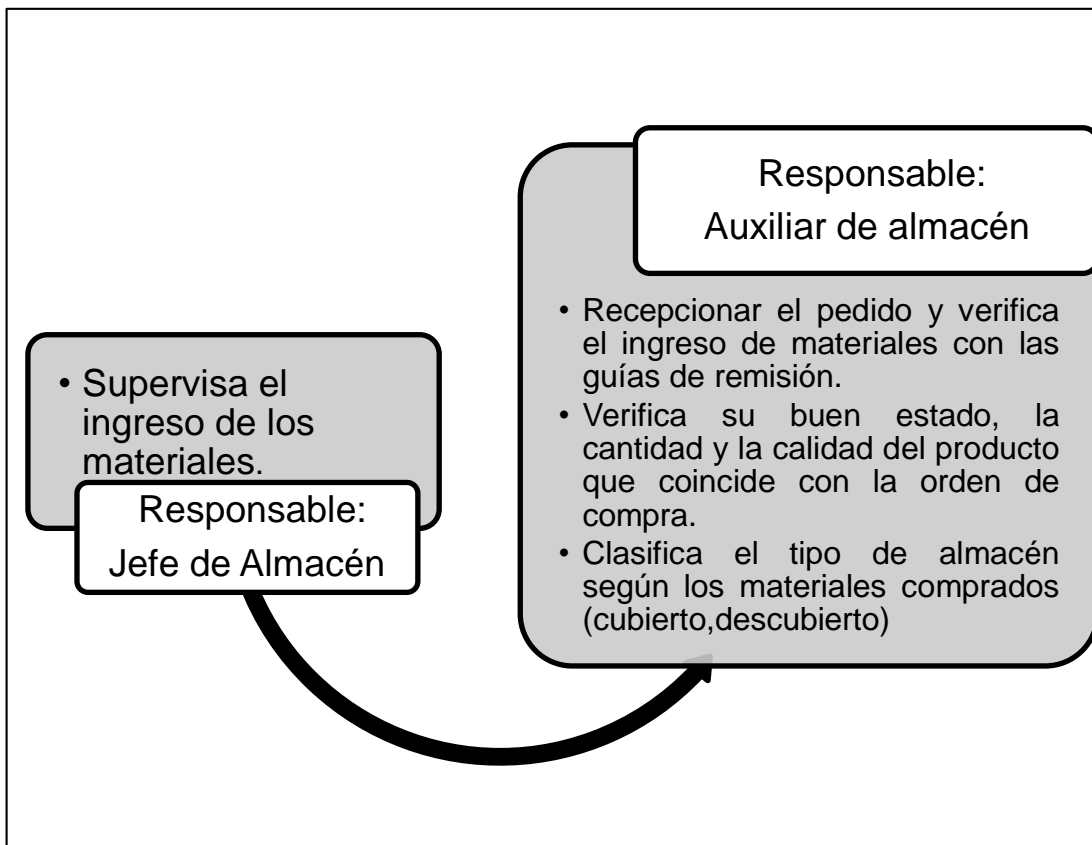 • Supervisa el
ingreso de los
materiales.
Responsable:
Jefe de Almacén
Responsable:
Auxiliar de almacén
• Recepcionar el pedido y verifica
el ingreso de materiales con las
guías de remisión.
• Verifica su buen estado, la
cantidad y la calidad del producto
que coincide con la orden de
compra.
• Clasifica el tipo de almacén
según los materiales comprados
(cubierto,descubierto)